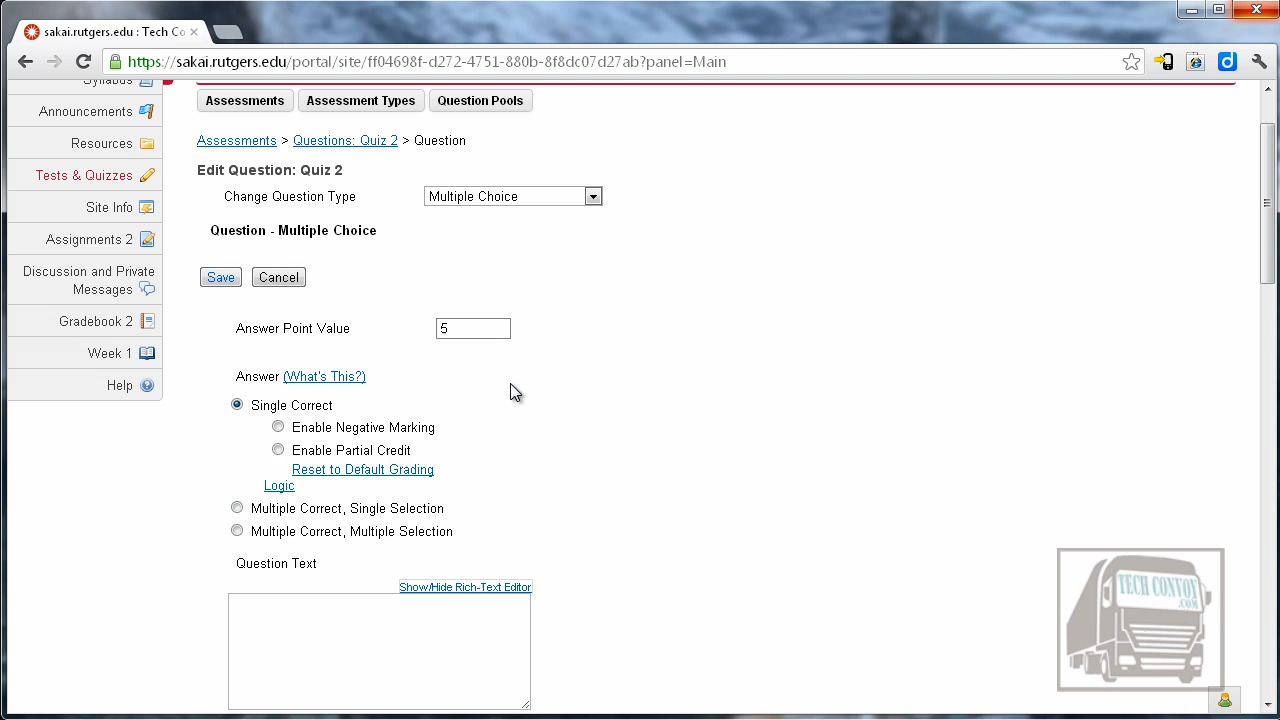 sakai.rutgers.edu : Tech Co
https://sakai.rutgers.edu/portal/site/ff04698f-d272-4751-880b-8f8dc07d27ab?panel=Main
Syllabus
Announcements
Resources
Tests & Quizzes
Site Info
Assignments 2
Discussion and Private
Messages
Gradebook 2
Week 1
Help
Assessments
Assessment Types
Question Pools
Assessments > Questions: Quiz 2 > Question
Edit Question: Quiz 2
Change Question Type
Multiple Choice
Question - Multiple Choice
Save
Cancel
Answer Point Value
5
Answer (What's This?)
Single Correct
Enable Negative Marking
Enable Partial Credit
Reset to Default Grading
Logic
Multiple Correct, Single Selection
Multiple Correct, Multiple Selection
Question Text
Show/Hide Rich-Text Editor
TECH CONVOY
.COM